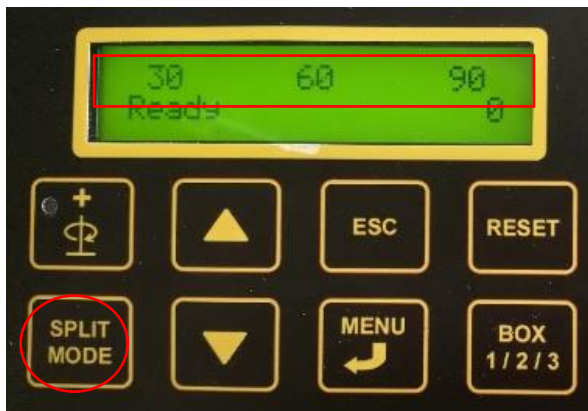 30 60 90
Ready 0
+
ESC
RESET
SPLIT
MODE
MENU
BOX
1 / 2 / 3